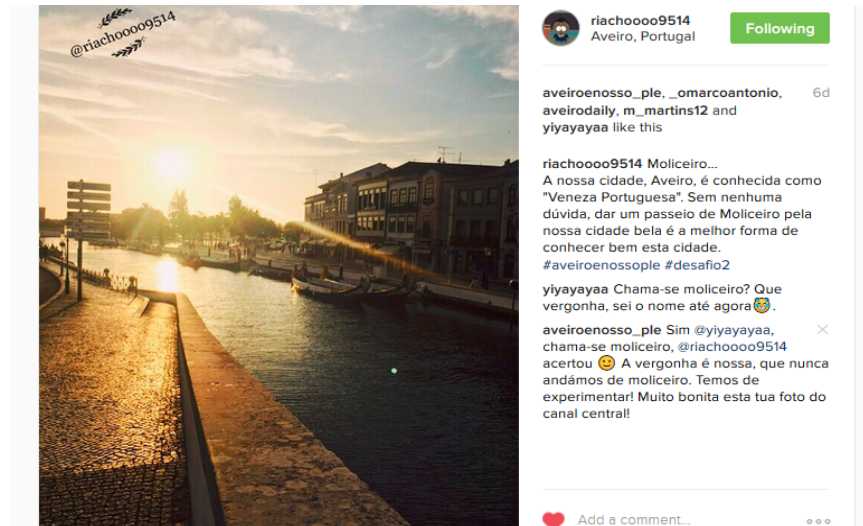 @riachoooo9514
riachoooo9514
Aveiro, Portugal
Following
aveiroenosso_ple, _omarcoantonio, 6d
aveirodaily, m_martins12 and
yiyayayaa like this
riachoooo9514 Moliceiro...
A nossa cidade, Aveiro, é conhecida como
"Veneza Portuguesa". Sem nenhuma
dúvida, dar um passeio de Moliceiro pela
nossa cidade bela é a melhor forma de
conhecer bem esta cidade.
#aveiroenossople #desafio2
yiyayayaa Chama-se moliceiro? Que
vergonha, sei o nome até agora😂.
aveiroenosso_ple Sim @yiyayayaa,
chama-se moliceiro, @riachoooo9514
acertou 😉 A vergonha é nossa, que nunca
andámos de moliceiro. Temos de
experimentar! Muito bonita esta tua foto do
canal central!
Add a comment...